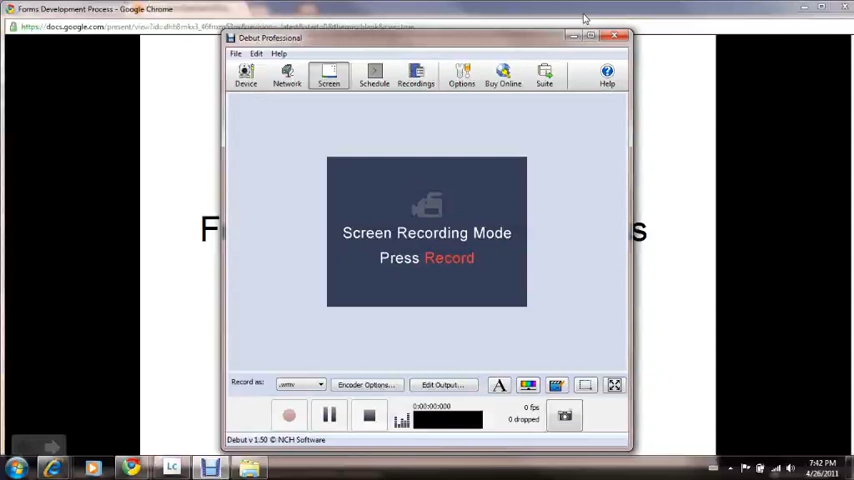 Forms Development Process - Google Chrome
Debut Professional
File Edit Help
Device Network Screen Schedule Recordings Options Buy Online Suite Help
F s
Screen Recording Mode
Press Record
Record as: .wmv Encoder Options... Edit Output... A
0:00:00:000 0 fps
0 dropped
Debut v 1.50 © NCH Software
LC
7:42 PM
4/26/2011